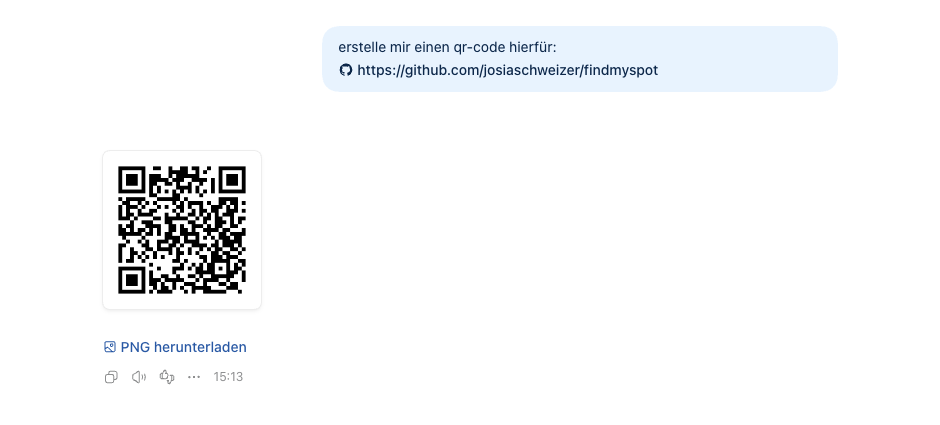 erstelle mir einen qr-code hierfür:
https://github.com/josiaschweizer/findmyspot
PNG herunterladen
15:13